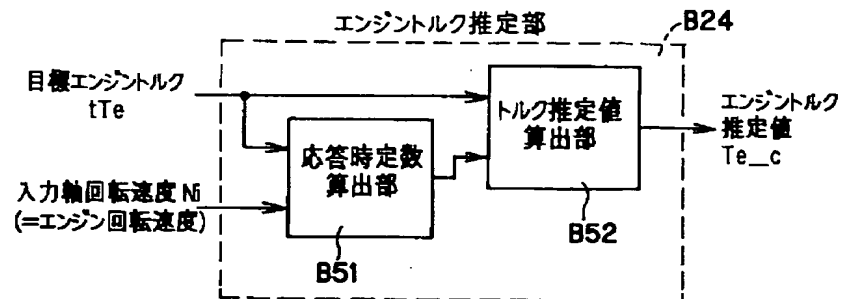 エンジントルク推定部
B24
目標エンジントルク
tTe
応答時定数
算出部
トルク推定値
算出部
エンジントルク
推定値
Te_c
入力軸回転速度 Ni
(=エンジン回転速度)
B51
B52